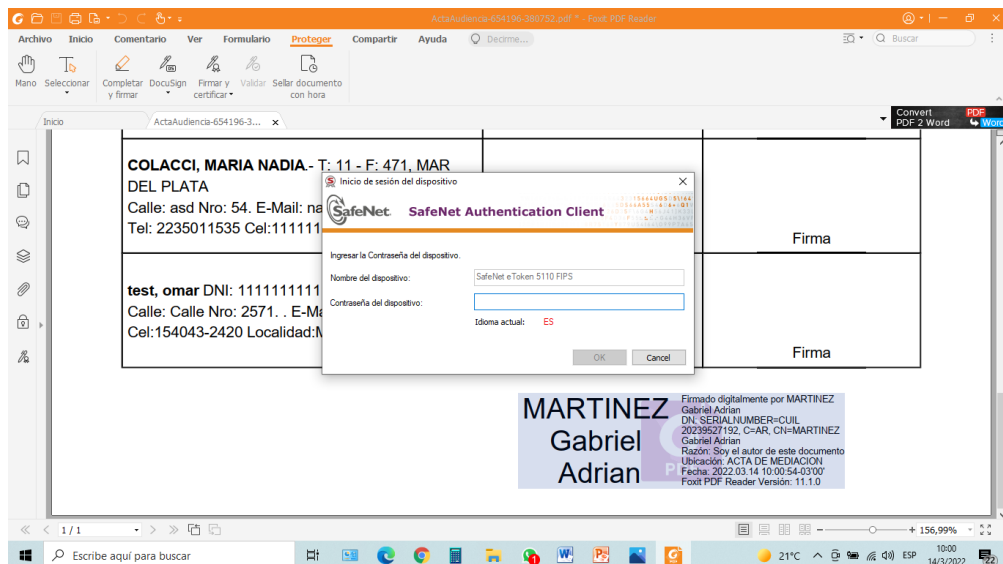 ActaAudiencia-654196-380752.pdf * - Foxit PDF Reader
Archivo Inicio Comentario Ver Formulario Proteger Compartir Ayuda Decirme... Buscar
Mano Seleccionar Completar y firmar DocuSign Firmar y certificar Validar Sellar documento con hora
Inicio ActaAudiencia-654196-3... x
Convert PDF
PDF 2 Word Word
COLACCI, MARIA NADIA.- T: 11 - F: 471, MAR
DEL PLATA
Calle: asd Nro: 54. E-Mail: na
Tel: 2235011535 Cel:111111
Firma
Inicio de sesión del dispositivo
SafeNet. SafeNet Authentication Client
Ingresar la Contraseña del dispositivo.
Nombre del dispositivo: SafeNet eToken 5110 FIPS
Contraseña del dispositivo:
Idioma actual: ES
OK Cancel
test, omar DNI: 1111111111
Calle: Calle Nro: 2571. . E-Ma
Cel:154043-2420 Localidad:M
Firma
MARTINEZ
Gabriel
Adrian
Firmado digitalmente por MARTINEZ
Gabriel Adrian
DN: SERIALNUMBER=CUIL
20239527192, C=AR, CN=MARTINEZ
Gabriel Adrian
Razón: Soy el autor de este documento
Ubicación: ACTA DE MEDIACION
Fecha: 2022.03.14 10:00:54-03'00'
Foxit PDF Reader Versión: 11.1.0
1 / 1 156,99%
Escribe aquí para buscar
21°C ESP 10:00
14/3/2022 22